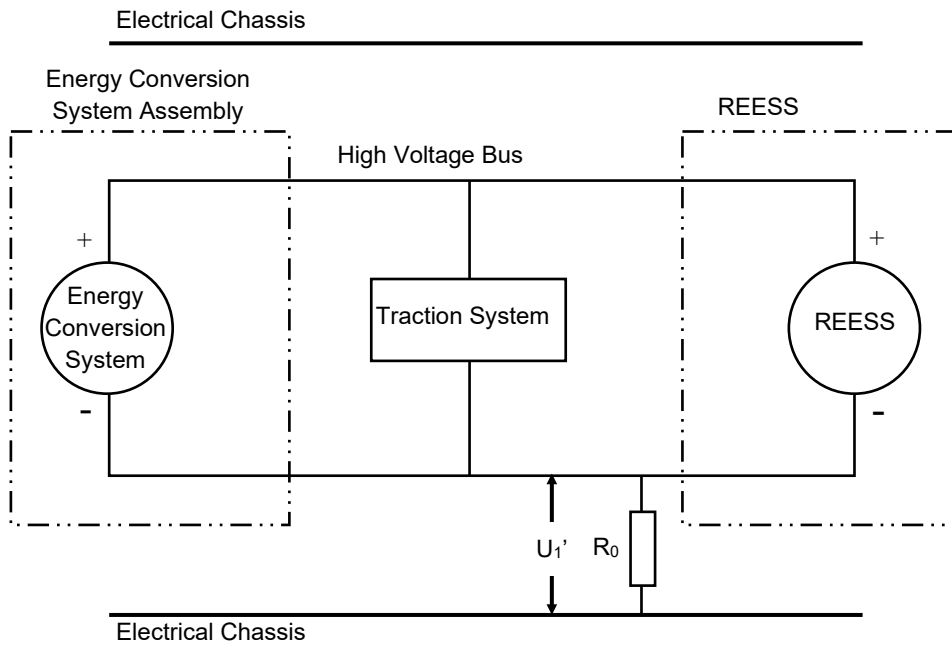 Electrical Chassis
Energy Conversion
System Assembly
REESS
High Voltage Bus
+
+
Energy
Conversion
System
Traction System
REESS
-
-
U₁’
R₀
Electrical Chassis